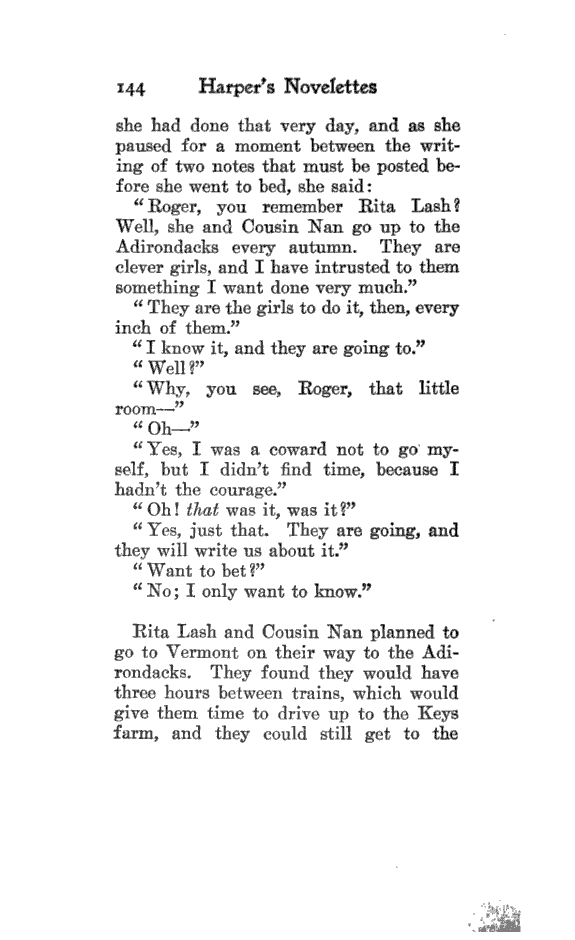 144 Harper's Novelettes
she had done that very day, and as she
paused for a moment between the writ-
ing of two notes that must be posted be-
fore she went to bed, she said:
"Roger, you remember Rita Lash?
Well, she and Cousin Nan go up to the
Adirondacks every autumn. They are
clever girls, and I have intrusted to them
something I want done very much."
"They are the girls to do it, then, every
inch of them."
"I know it, and they are going to."
"Well?"
"Why, you see, Roger, that little
room—"
"Oh—"
"Yes, I was a coward not to go my-
self, but I didn't find time, because I
hadn't the courage."
"Oh! that was it, was it?"
"Yes, just that. They are going, and
they will write us about it."
"Want to bet?"
"No; I only want to know."
Rita Lash and Cousin Nan planned to
go to Vermont on their way to the Adi-
rondacks. They found they would have
three hours between trains, which would
give them time to drive up to the Keys
farm, and they could still get to the